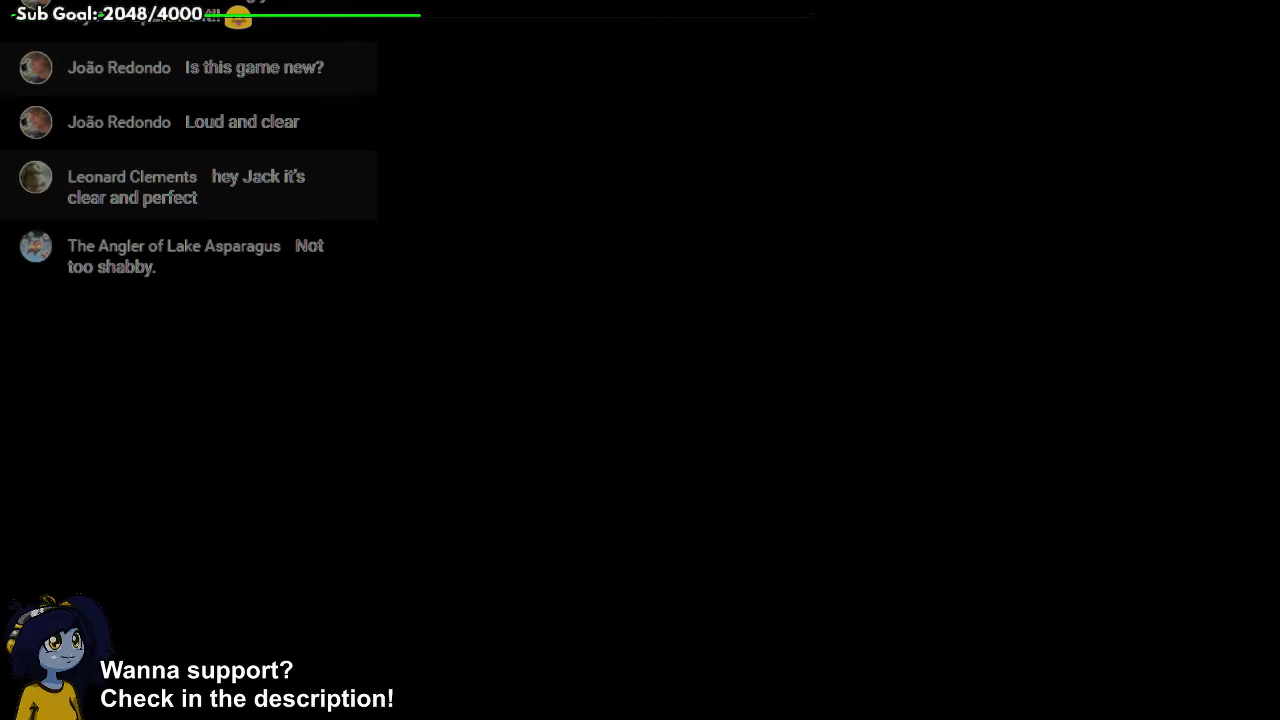 Sub Goal: 2048/4000
João Redondo Is this game new?
João Redondo Loud and clear
Leonard Clements hey Jack it's
clear and perfect
The Angler of Lake Asparagus Not
too shabby.
Wanna support?
Check in the description!